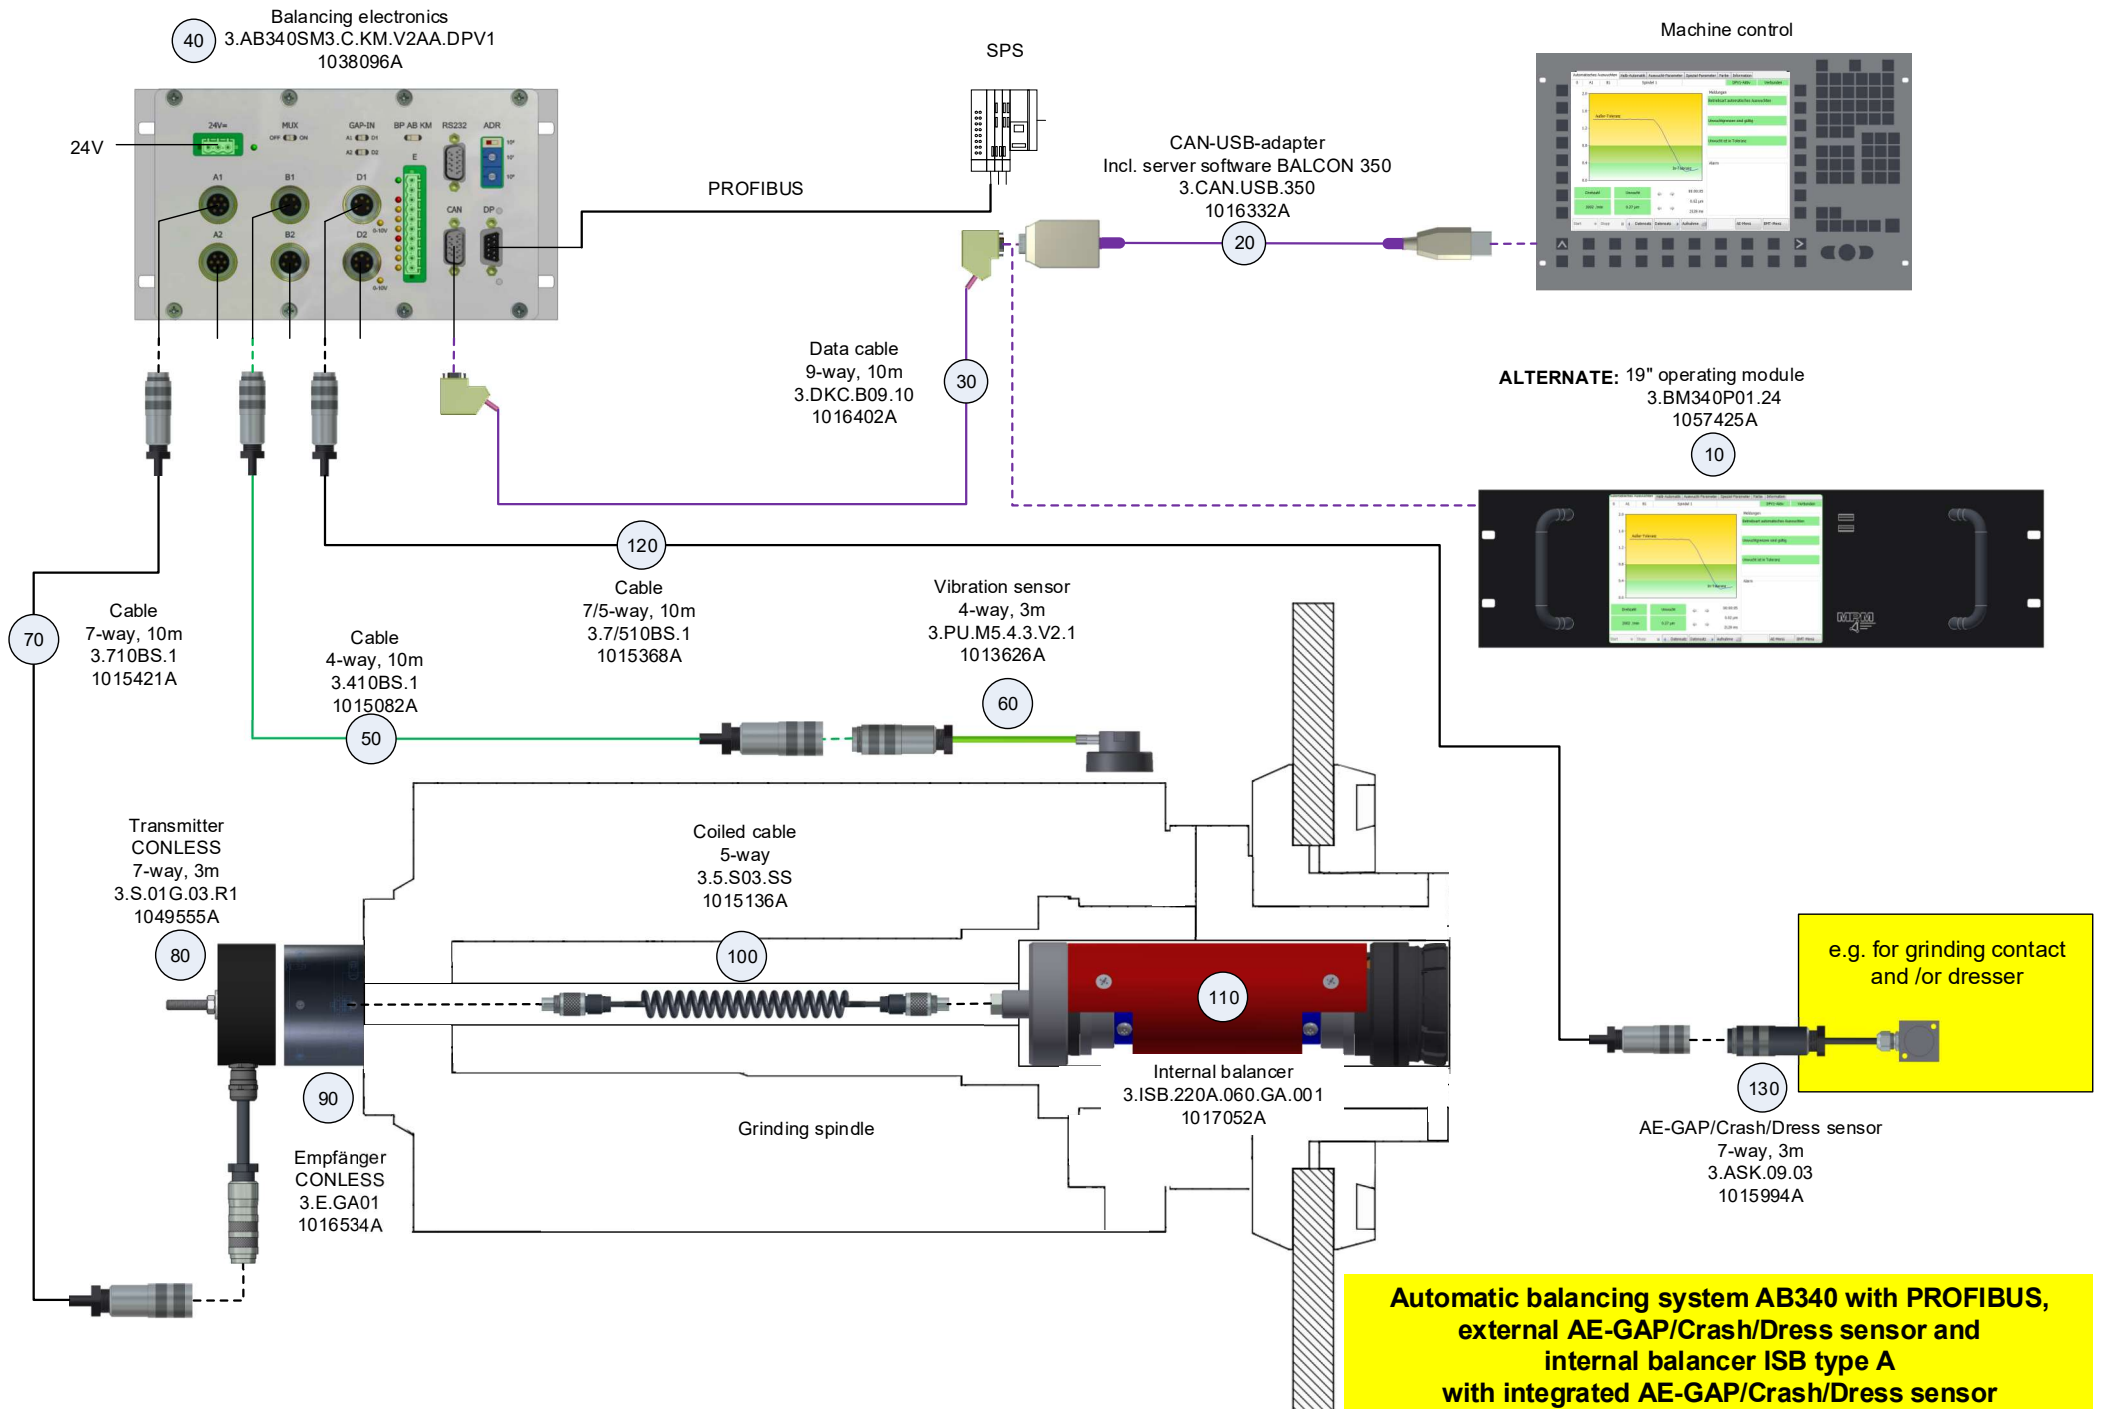 Balancing electronics
3.AB340SM3.C.KM.V2AA.DPV1
1038096A
40
24V
24V=
MUX
OFF ON
GAP-IN
A1 D1
A2 D2
BP AB KM
RS232
ADR
E
A1
B1
D1
0-10V
CAN
DP
A2
B2
D2
0-10V
PROFIBUS
SPS
CAN-USB-adapter
Incl. server software BALCON 350
3.CAN.USB.350
1016332A
20
Machine control
Data cable
9-way, 10m
3.DKC.B09.10
1016402A
30
ALTERNATE: 19" operating module
3.BM340P01.24
1057425A
10
120
Cable
7/5-way, 10m
3.7/510BS.1
1015368A
Vibration sensor
4-way, 3m
3.PU.M5.4.3.V2.1
1013626A
60
70
Cable
7-way, 10m
3.710BS.1
1015421A
Cable
4-way, 10m
3.410BS.1
1015082A
50
Transmitter
CONLESS
7-way, 3m
3.S.01G.03.R1
1049555A
80
Coiled cable
5-way
3.5.S03.SS
1015136A
100
110
Internal balancer
3.ISB.220A.060.GA.001
1017052A
90
Empfänger
CONLESS
3.E.GA01
1016534A
Grinding spindle
e.g. for grinding contact
and /or dresser
130
AE-GAP/Crash/Dress sensor
7-way, 3m
3.ASK.09.03
1015994A
Automatic balancing system AB340 with PROFIBUS,
external AE-GAP/Crash/Dress sensor and
internal balancer ISB type A
with integrated AE-GAP/Crash/Dress sensor